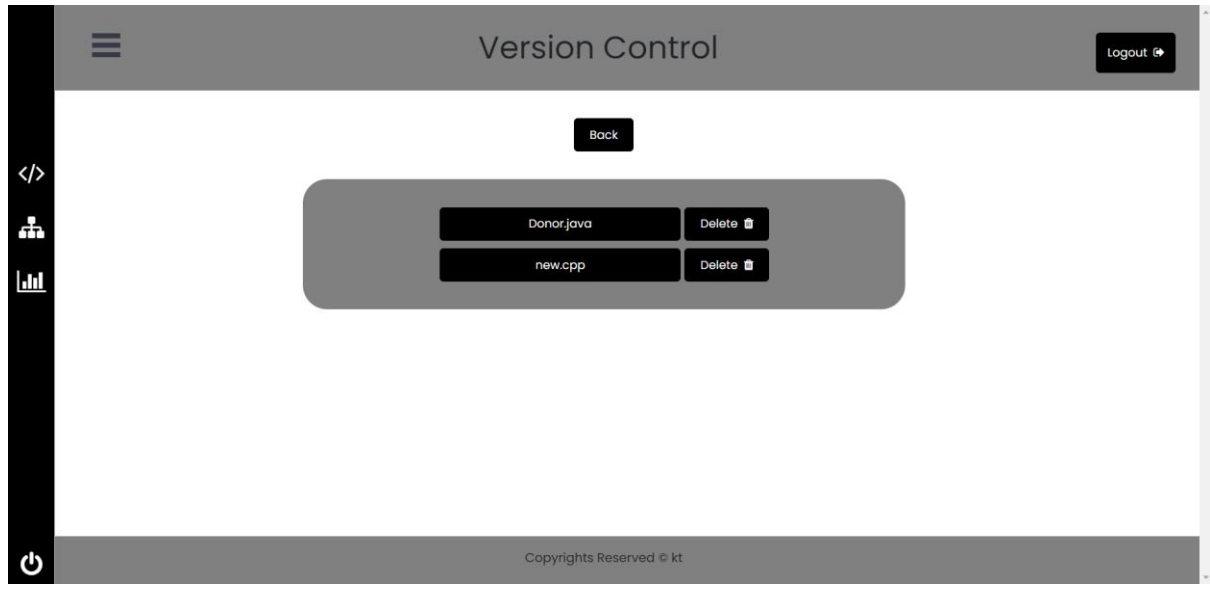 Version Control
Logout
Back
Donor.java
Delete
new.cpp
Delete
Copyrights Reserved © kt